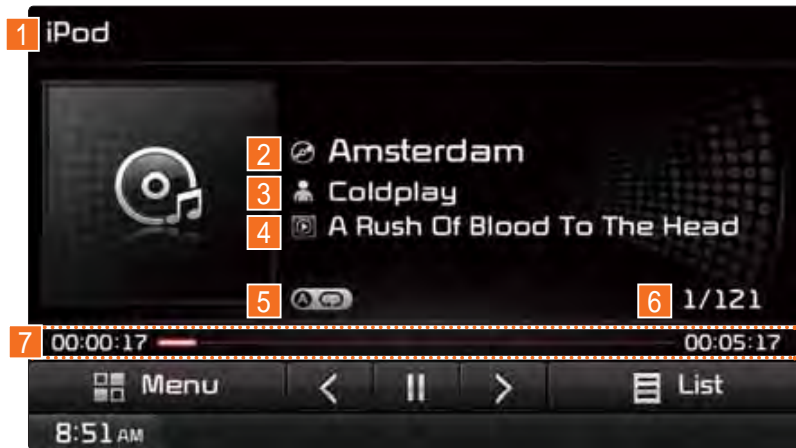 1 iPod
2 Amsterdam
3 Coldplay
4 A Rush Of Blood To The Head
5 A 6 1/121
7 00:00:17 00:05:17
Menu List
8:51 AM